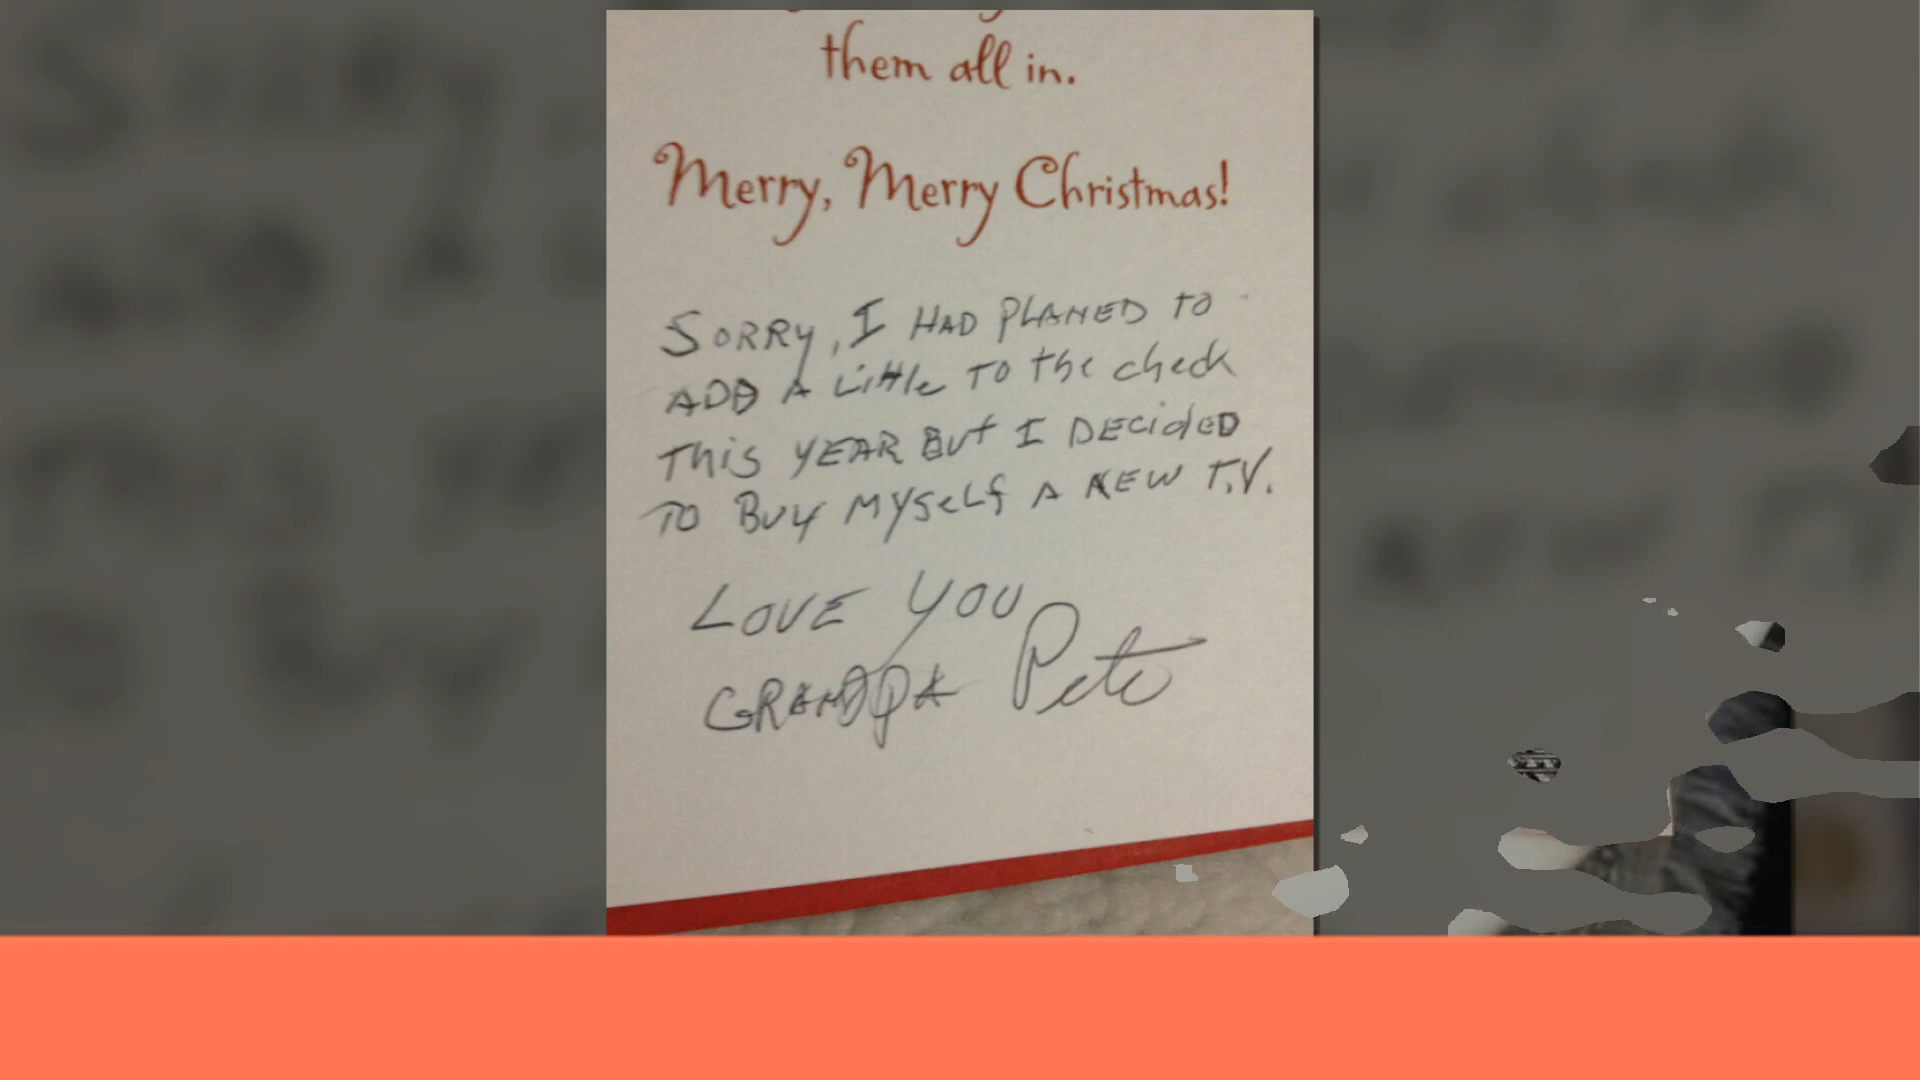 them all in.
Merry, Merry Christmas!
SORRY, I HAD PLANED TO
ADD A Little TO the check
This YEAR But I DECidED
TO BUY MYSeLf A NEW T.V.
LOVE YOU
GRANDPA Pete